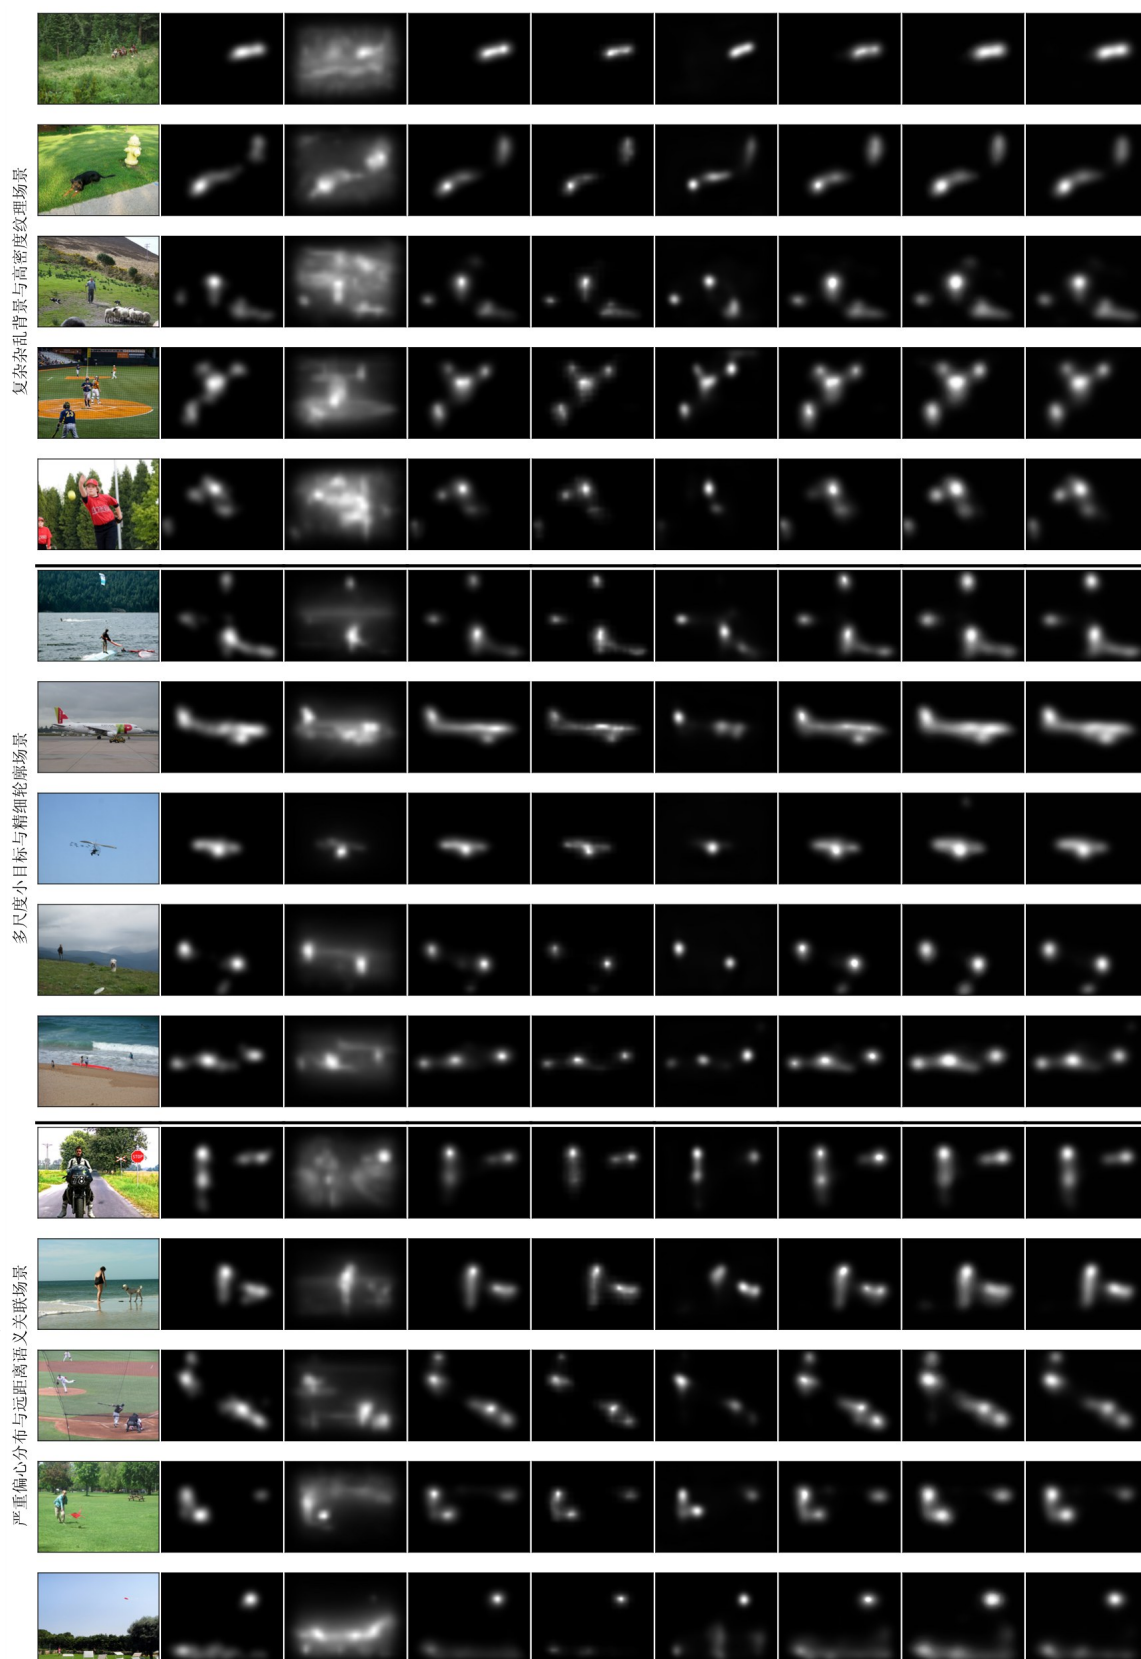 复杂杂乱背景与高密度纹理场景
多尺度小目标与精细轮廓场景
严重偏心分布与远距离语义关联场景
STOP